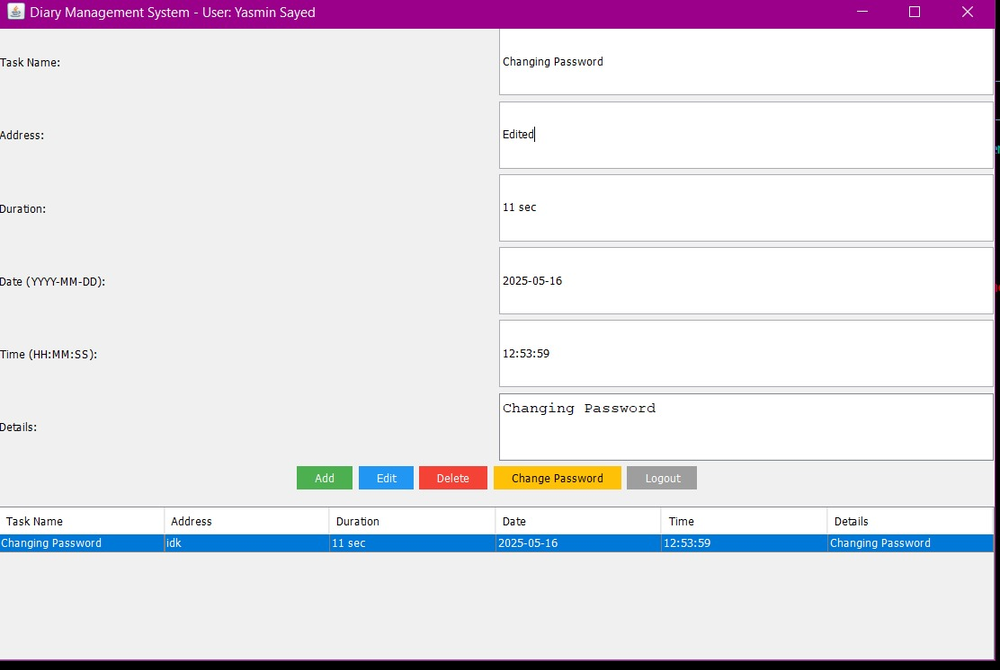 Diary Management System - User: Yasmin Sayed
Task Name: Changing Password
Address: Edited
Duration: 11 sec
Date (YYYY-MM-DD): 2025-05-16
Time (HH:MM:SS): 12:53:59
Details: Changing Password
Add Edit Delete Change Password Logout
Task Name Address Duration Date Time Details
Changing Password idk 11 sec 2025-05-16 12:53:59 Changing Password